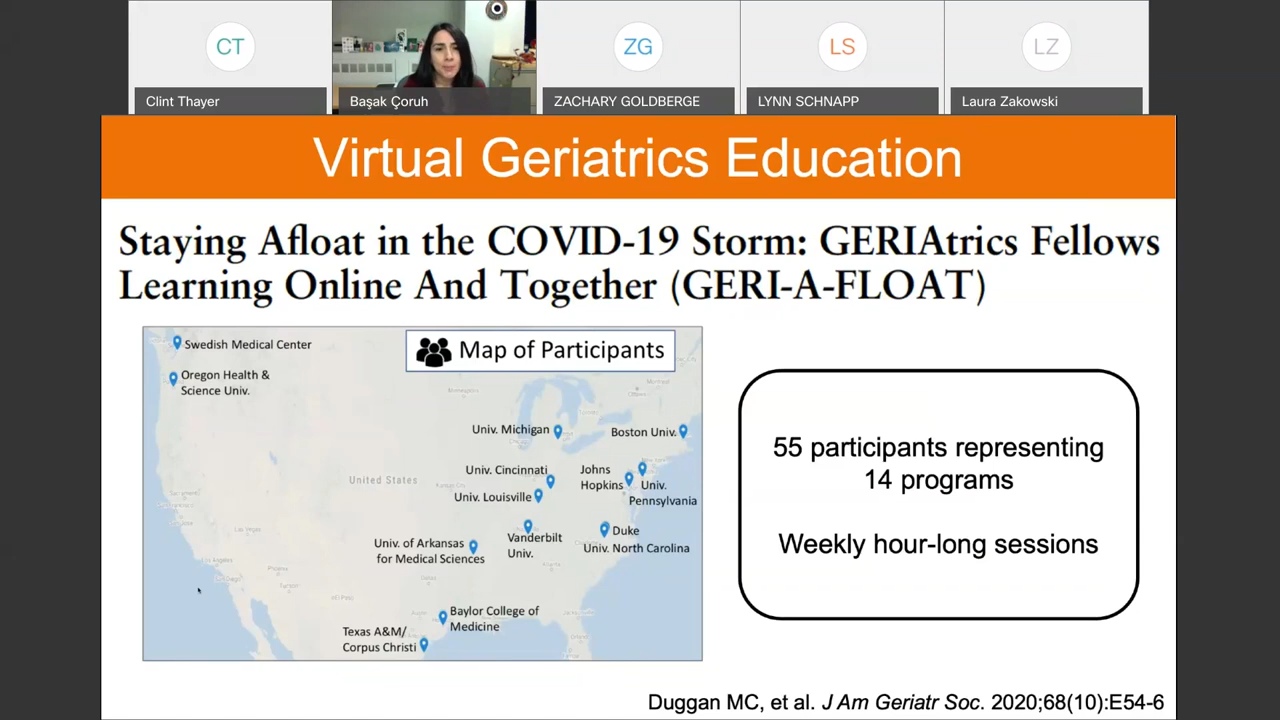 CT
ZG
LS
LZ
Clint Thayer
Başak Çoruh
ZACHARY GOLDBERGE
LYNN SCHNAPP
Laura Zakowski
Virtual Geriatrics Education
Staying Afloat in the COVID-19 Storm: GERIAtrics Fellows
Learning Online And Together (GERI-A-FLOAT)
Map of Participants
Swedish Medical Center
Oregon Health &
Science Univ.
Univ. Michigan
Boston Univ.
Univ. Cincinnati
Johns
Hopkins
Univ.
Pennsylvania
Univ. Louisville
United States
Vanderbilt
Univ.
Duke
Univ. North Carolina
Univ. of Arkansas
for Medical Sciences
Baylor College of
Medicine
Texas A&M/
Corpus Christi
55 participants representing
14 programs
Weekly hour-long sessions
Duggan MC, et al. J Am Geriatr Soc. 2020;68(10):E54-6